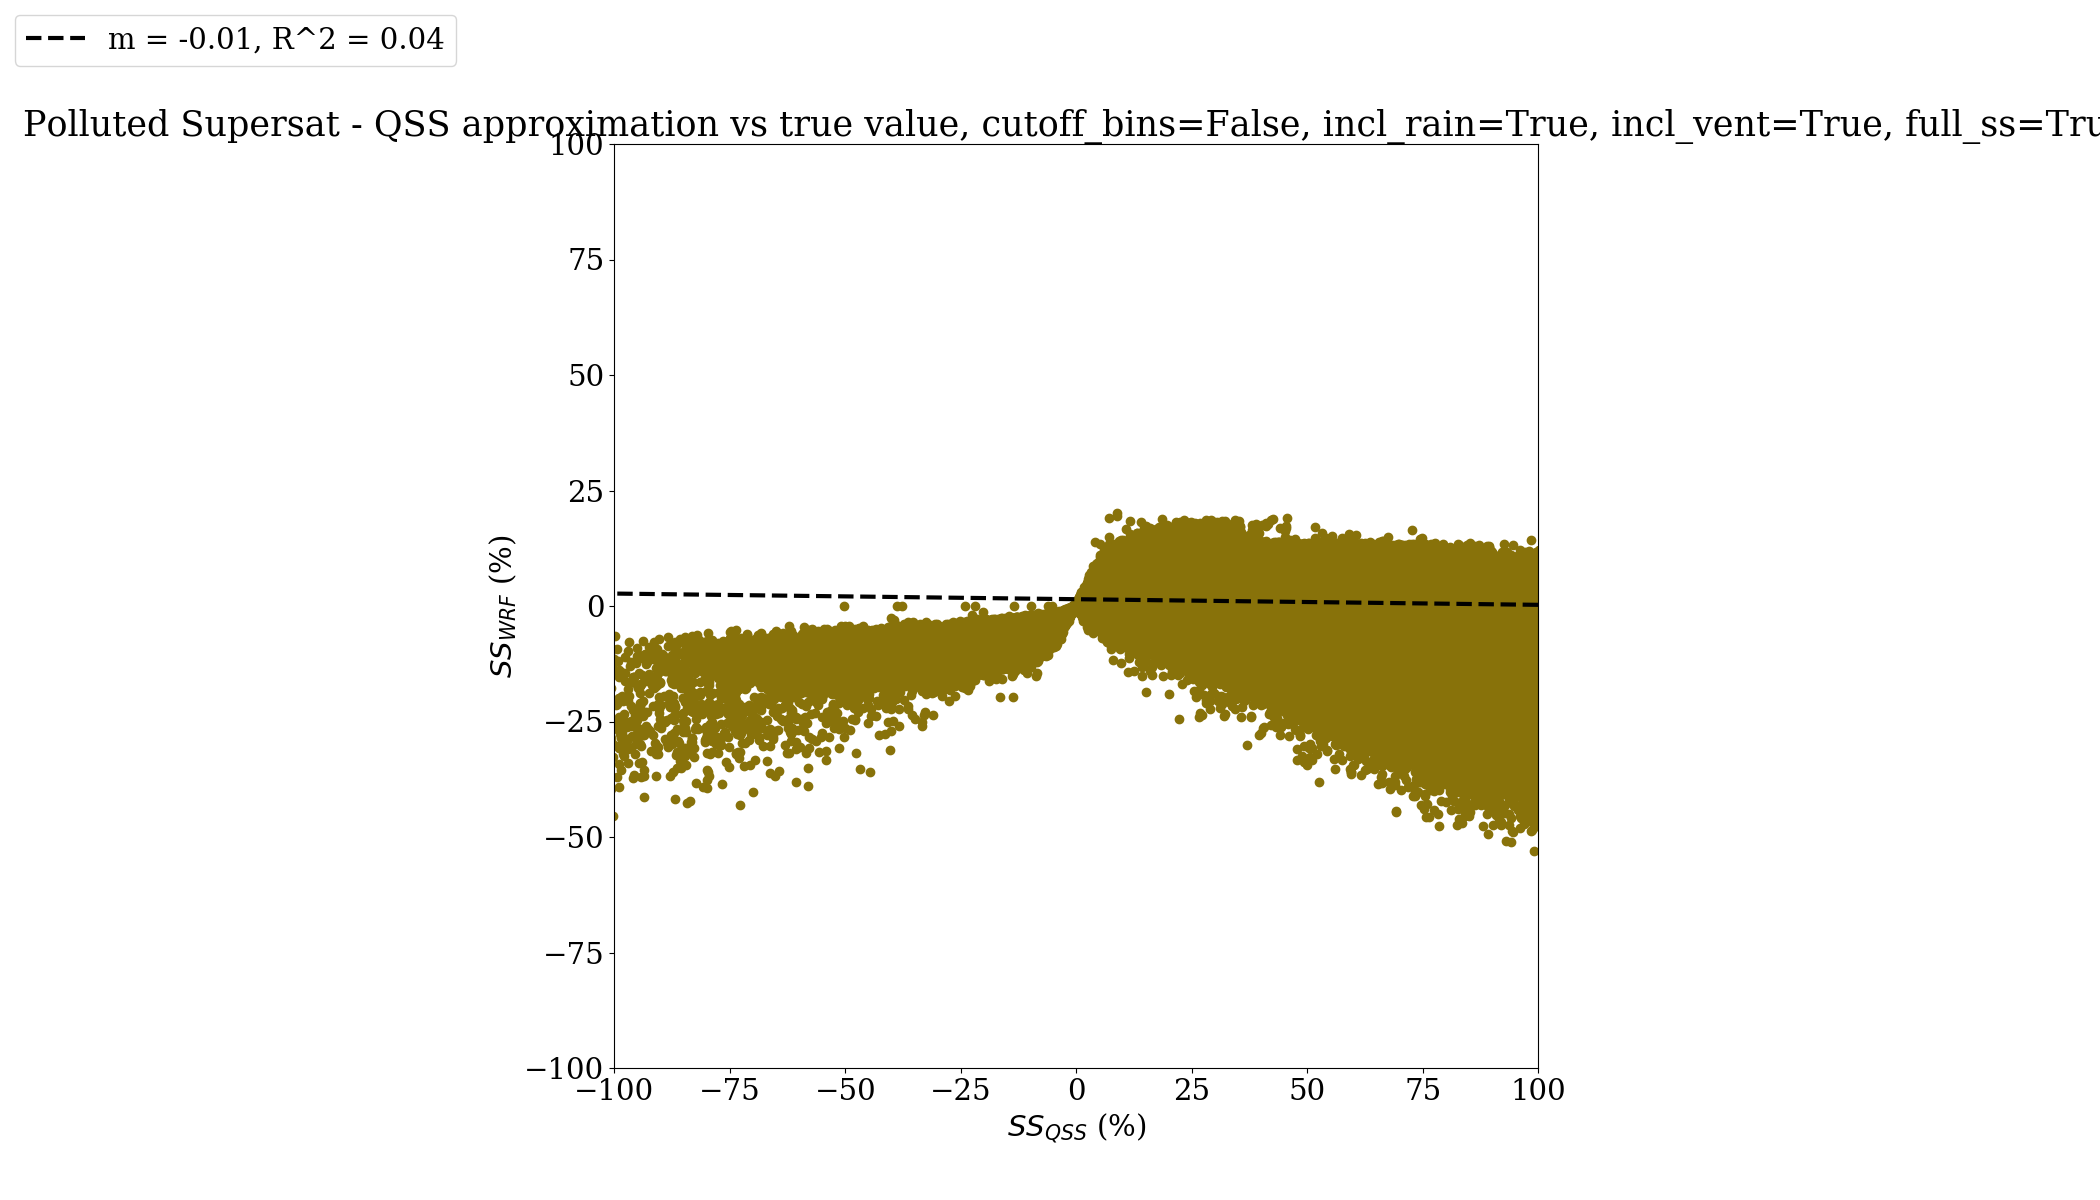 m = -0.01, R^2 = 0.04
Polluted Supersat - QSS approximation vs true value, cutoff_bins=False, incl_rain=True, incl_vent=True, full_ss=Tru
100
75
50
25
0
−25
−50
−75
−100
SS_WRF (%)
−100 −75 −50 −25 0 25 50 75 100
SS_QSS (%)